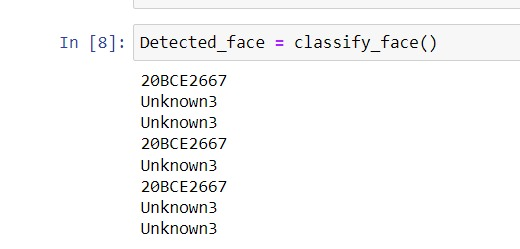 In [8]: Detected_face = classify_face()
20BCE2667
Unknown3
Unknown3
20BCE2667
Unknown3
20BCE2667
Unknown3
Unknown3